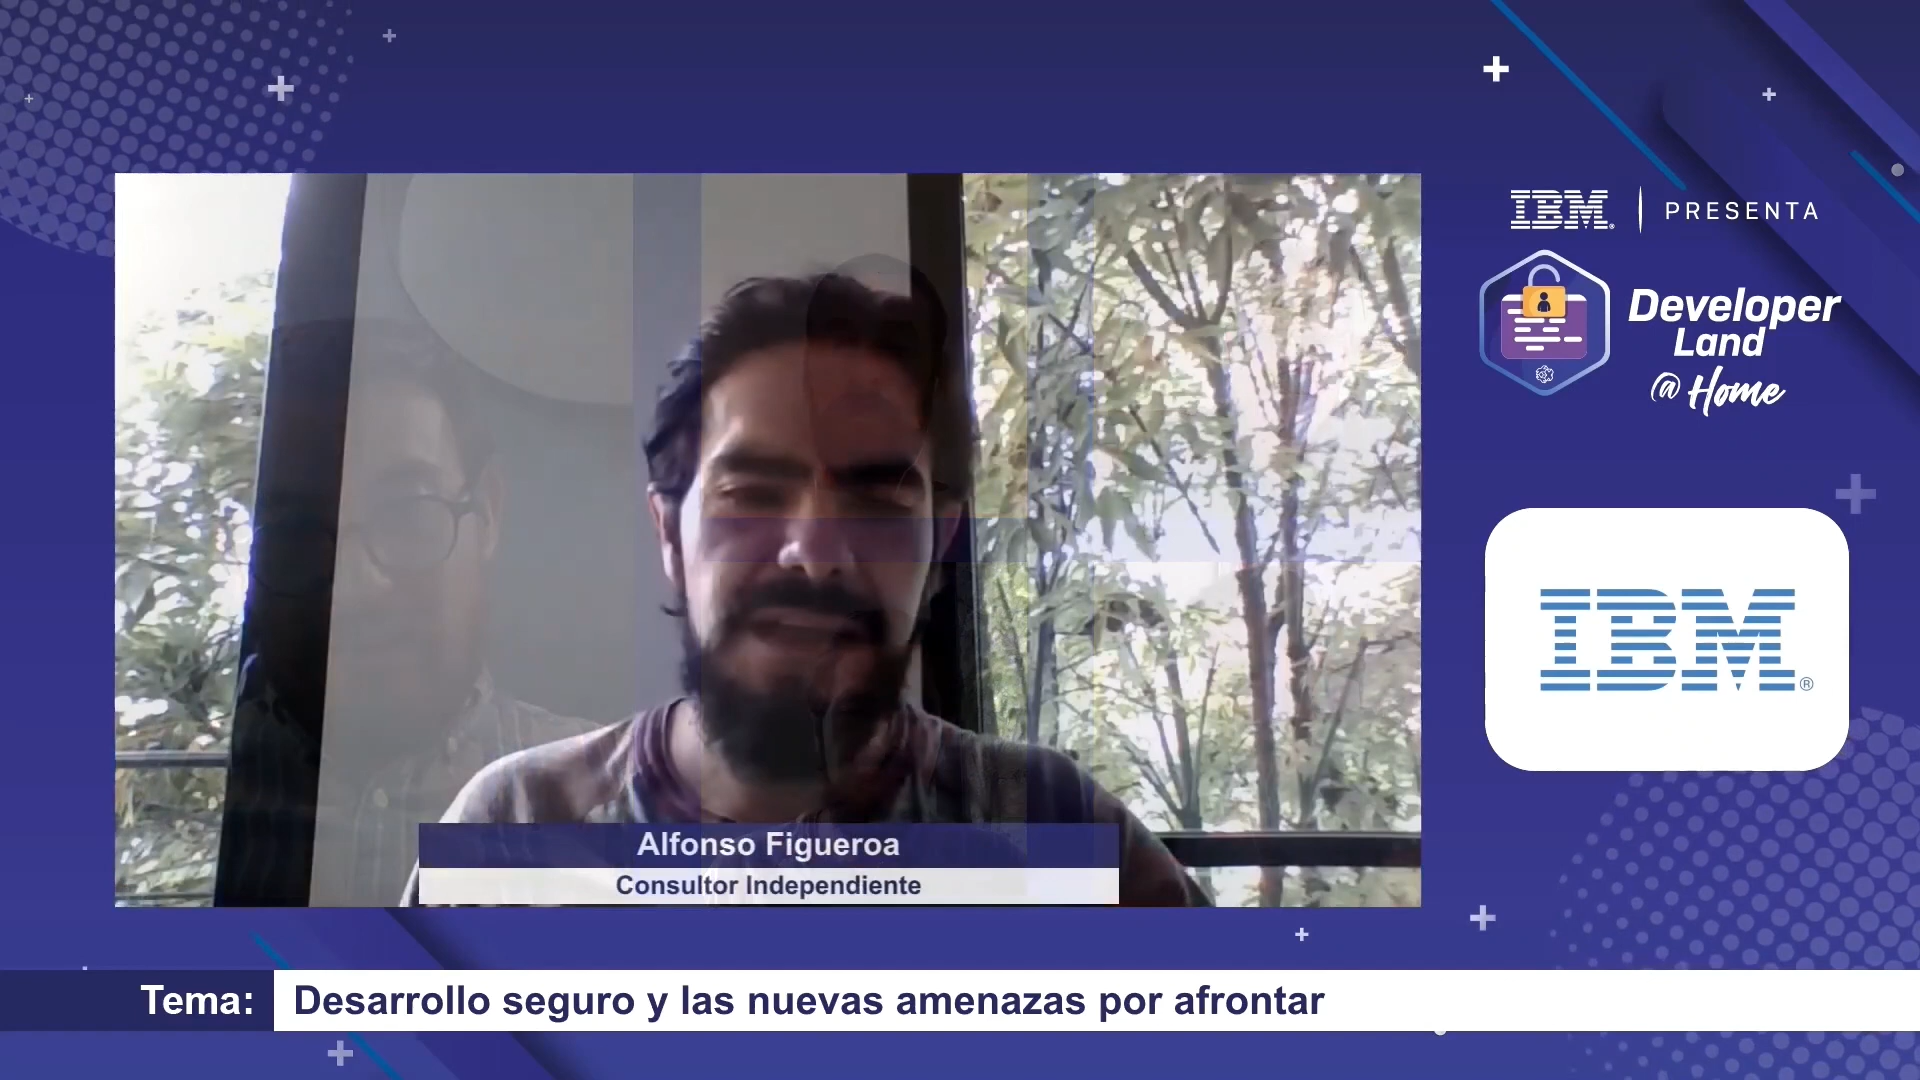 IBM® | PRESENTA
Developer
Land
@ Home
IBM®
Alfonso Figueroa
Consultor Independiente
Tema: Desarrollo seguro y las nuevas amenazas por afrontar